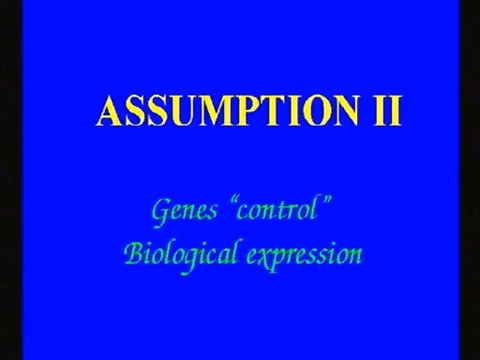 ASSUMPTION II
Genes “control”
Biological expression